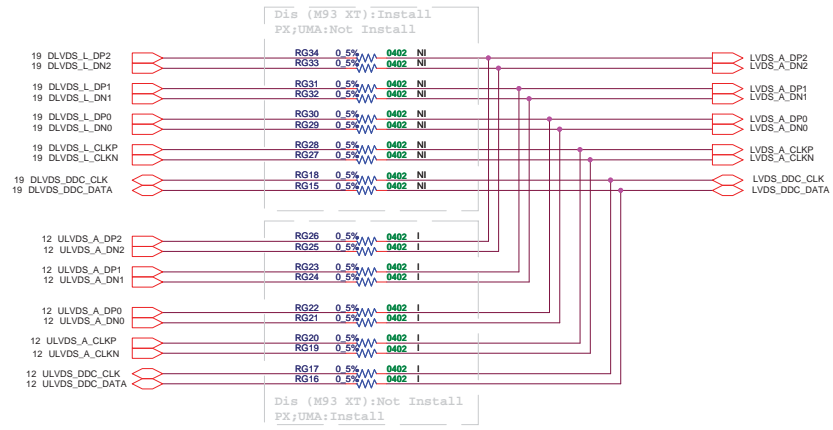 Dis (M93 XT):Install
PX;UMA:Not Install
19 DLVDS_L_DP2 RG34 0_5% 0402 NI LVDS_A_DP2
19 DLVDS_L_DN2 RG33 0_5% 0402 NI LVDS_A_DN2
19 DLVDS_L_DP1 RG31 0_5% 0402 NI LVDS_A_DP1
19 DLVDS_L_DN1 RG32 0_5% 0402 NI LVDS_A_DN1
19 DLVDS_L_DP0 RG30 0_5% 0402 NI LVDS_A_DP0
19 DLVDS_L_DN0 RG29 0_5% 0402 NI LVDS_A_DN0
19 DLVDS_L_CLKP RG28 0_5% 0402 NI LVDS_A_CLKP
19 DLVDS_L_CLKN RG27 0_5% 0402 NI LVDS_A_CLKN
19 DLVDS_DDC_CLK RG18 0_5% 0402 NI LVDS_DDC_CLK
19 DLVDS_DDC_DATA RG15 0_5% 0402 NI LVDS_DDC_DATA
12 ULVDS_A_DP2 RG26 0_5% 0402 I
12 ULVDS_A_DN2 RG25 0_5% 0402 I
12 ULVDS_A_DP1 RG23 0_5% 0402 I
12 ULVDS_A_DN1 RG24 0_5% 0402 I
12 ULVDS_A_DP0 RG22 0_5% 0402 I
12 ULVDS_A_DN0 RG21 0_5% 0402 I
12 ULVDS_A_CLKP RG20 0_5% 0402 I
12 ULVDS_A_CLKN RG19 0_5% 0402 I
12 ULVDS_DDC_CLK RG17 0_5% 0402 I
12 ULVDS_DDC_DATA RG16 0_5% 0402 I
Dis (M93 XT):Not Install
PX;UMA:Install